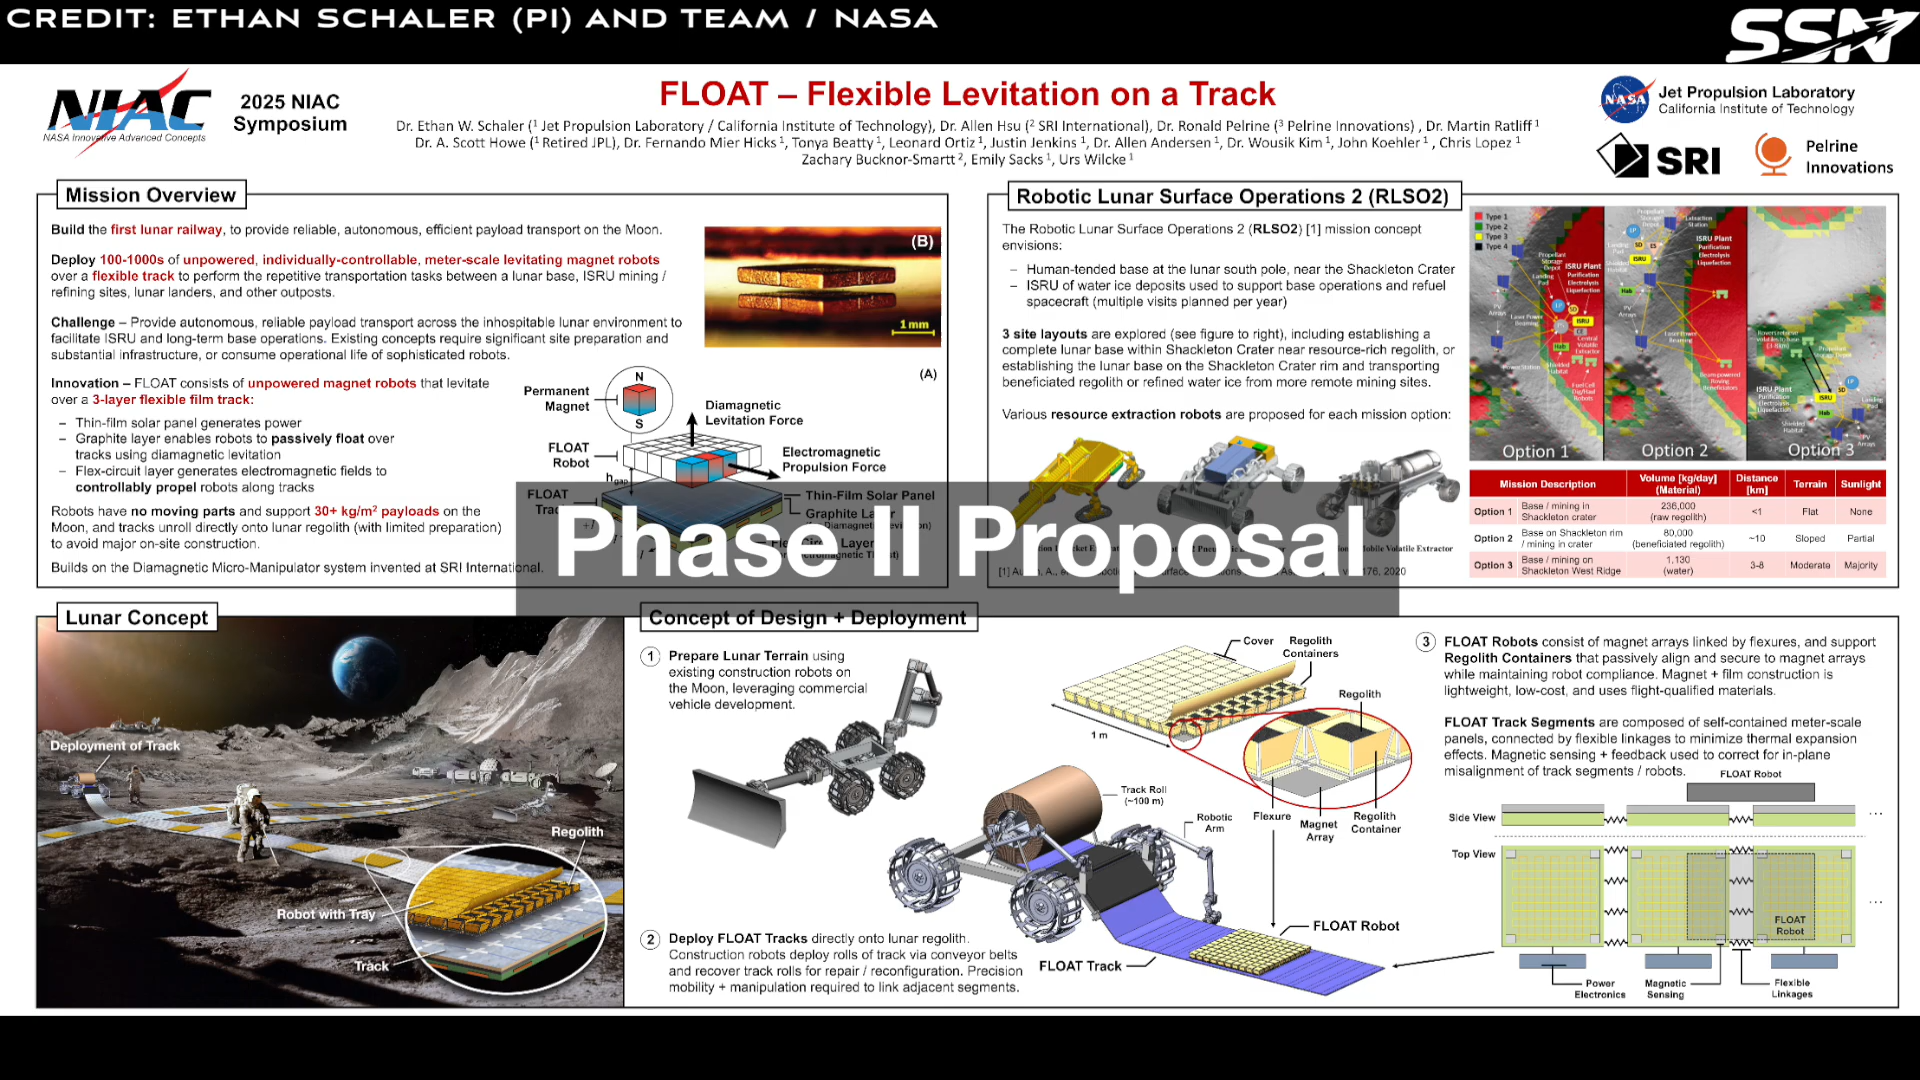 CREDIT: ETHAN SCHALER (PI) AND TEAM / NASA
SSN
NIAC
NASA Innovative Advanced Concepts
2025 NIAC
Symposium
FLOAT – Flexible Levitation on a Track
Dr. Ethan W. Schaler (¹ Jet Propulsion Laboratory / California Institute of Technology), Dr. Allen Hsu (² SRI International), Dr. Ronald Pelrine (³ Pelrine Innovations) , Dr. Martin Ratliff ¹
Dr. A. Scott Howe (¹ Retired JPL), Dr. Fernando Mier Hicks ¹, Tonya Beatty ¹, Leonard Ortiz ¹, Justin Jenkins ¹, Dr. Allen Andersen ¹, Dr. Wousik Kim ¹, John Koehler ¹ , Chris Lopez ¹
Zachary Bucknor-Smartt ², Emily Sacks ¹, Urs Wilcke ¹
NASA
Jet Propulsion Laboratory
California Institute of Technology
SRI
Pelrine
Innovations
Mission Overview
Build the first lunar railway, to provide reliable, autonomous, efficient payload transport on the Moon.
Deploy 100-1000s of unpowered, individually-controllable, meter-scale levitating magnet robots
over a flexible track to perform the repetitive transportation tasks between a lunar base, ISRU mining /
refining sites, lunar landers, and other outposts.
Challenge – Provide autonomous, reliable payload transport across the inhospitable lunar environment to
facilitate ISRU and long-term base operations. Existing concepts require significant site preparation and
substantial infrastructure, or consume operational life of sophisticated robots.
Innovation – FLOAT consists of unpowered magnet robots that levitate
over a 3-layer flexible film track:
– Thin-film solar panel generates power
– Graphite layer enables robots to passively float over
tracks using diamagnetic levitation
– Flex-circuit layer generates electromagnetic fields to
controllably propel robots along tracks
Robots have no moving parts and support 30+ kg/m² payloads on the
Moon, and tracks unroll directly onto lunar regolith (with limited preparation)
to avoid major on-site construction.
Builds on the Diamagnetic Micro-Manipulator system invented at SRI International.
(B)
1 mm
(A)
Permanent
Magnet
N
S
Diamagnetic
Levitation Force
FLOAT
Robot
Electromagnetic
Propulsion Force
h gap
FLOAT
Thin-Film Solar Panel
Graphite
Phase II Proposal
Robotic Lunar Surface Operations 2 (RLSO2)
The Robotic Lunar Surface Operations 2 (RLSO2) [1] mission concept
envisions:
– Human-tended base at the lunar south pole, near the Shackleton Crater
– ISRU of water ice deposits used to support base operations and refuel
spacecraft (multiple visits planned per year)
3 site layouts are explored (see figure to right), including establishing a
complete lunar base within Shackleton Crater near resource-rich regolith, or
establishing the lunar base on the Shackleton Crater rim and transporting
beneficiated regolith or refined water ice from more remote mining sites.
Various resource extraction robots are proposed for each mission option:
Mobile Volatile Extractor
176, 2020
Type 1
Type 2
Type 3
Type 4
ISRU Plant
Purification
Electrolysis
Liquefaction
Option 1
ISRU Plant
Purification
Electrolysis
Liquefaction
Option 2
ISRU Plant
Option 3
Mission Description Volume [kg/day] (Material) Distance [km] Terrain Sunlight
Option 1 Base / mining in Shackleton crater 236,000 (raw regolith) <1 Flat None
Option 2 Base on Shackleton rim / mining in crater 80,000 (beneficiated regolith) ~10 Sloped Partial
Option 3 Base / mining on Shackleton West Ridge 1,130 (water) 3-8 Moderate Majority
Lunar Concept
Deployment of Track
Regolith
Robot with Tray
Track
Concept of Design + Deployment
1 Prepare Lunar Terrain using
existing construction robots on
the Moon, leveraging commercial
vehicle development.
2 Deploy FLOAT Tracks directly onto lunar regolith.
Construction robots deploy rolls of track via conveyor belts
and recover track rolls for repair / reconfiguration. Precision
mobility + manipulation required to link adjacent segments.
Cover
Regolith
Containers
1 m
Regolith
Flexure
Magnet
Array
Regolith
Container
Track Roll
(~100 m)
Robotic
Arm
FLOAT Robot
FLOAT Track
3 FLOAT Robots consist of magnet arrays linked by flexures, and support
Regolith Containers that passively align and secure to magnet arrays
while maintaining robot compliance. Magnet + film construction is
lightweight, low-cost, and uses flight-qualified materials.
FLOAT Track Segments are composed of self-contained meter-scale
panels, connected by flexible linkages to minimize thermal expansion
effects. Magnetic sensing + feedback used to correct for in-plane
misalignment of track segments / robots.
FLOAT Robot
Side View
Top View
FLOAT
Robot
Power
Electronics
Magnetic
Sensing
Flexible
Linkages